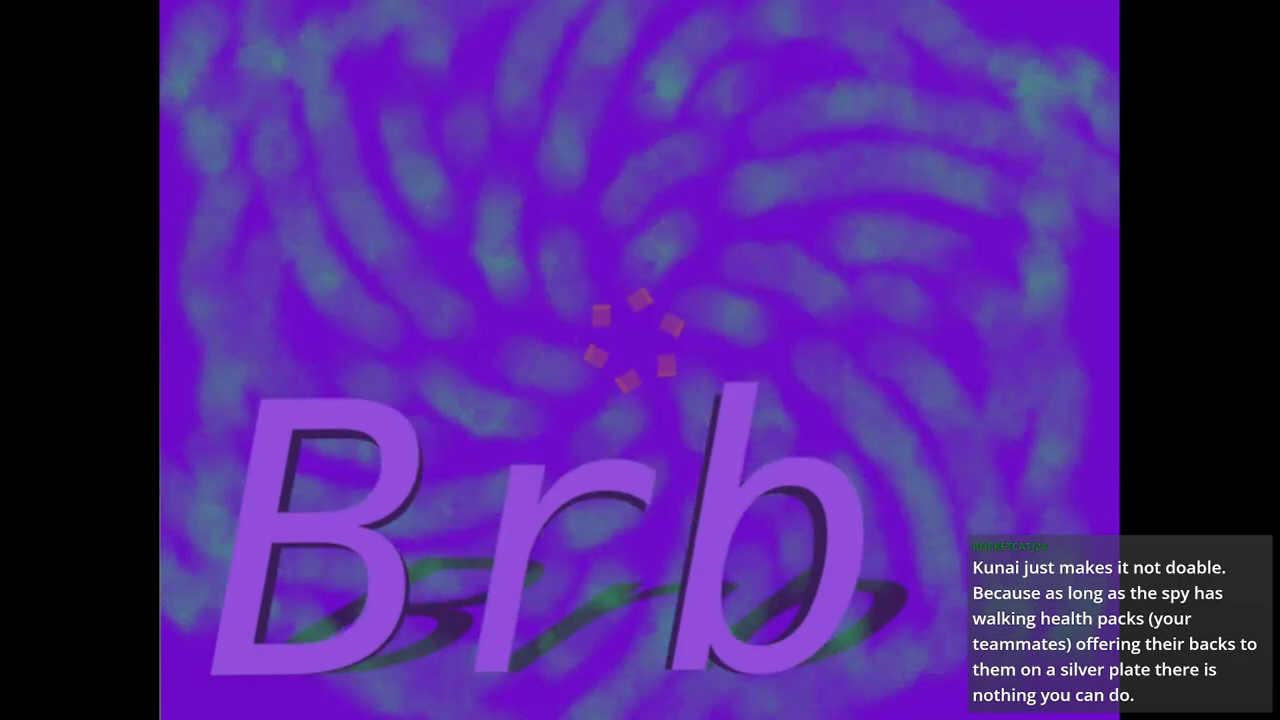 Brb
ROCKETCATJ24
Kunai just makes it not doable.
Because as long as the spy has
walking health packs (your
teammates) offering their backs to
them on a silver plate there is
nothing you can do.